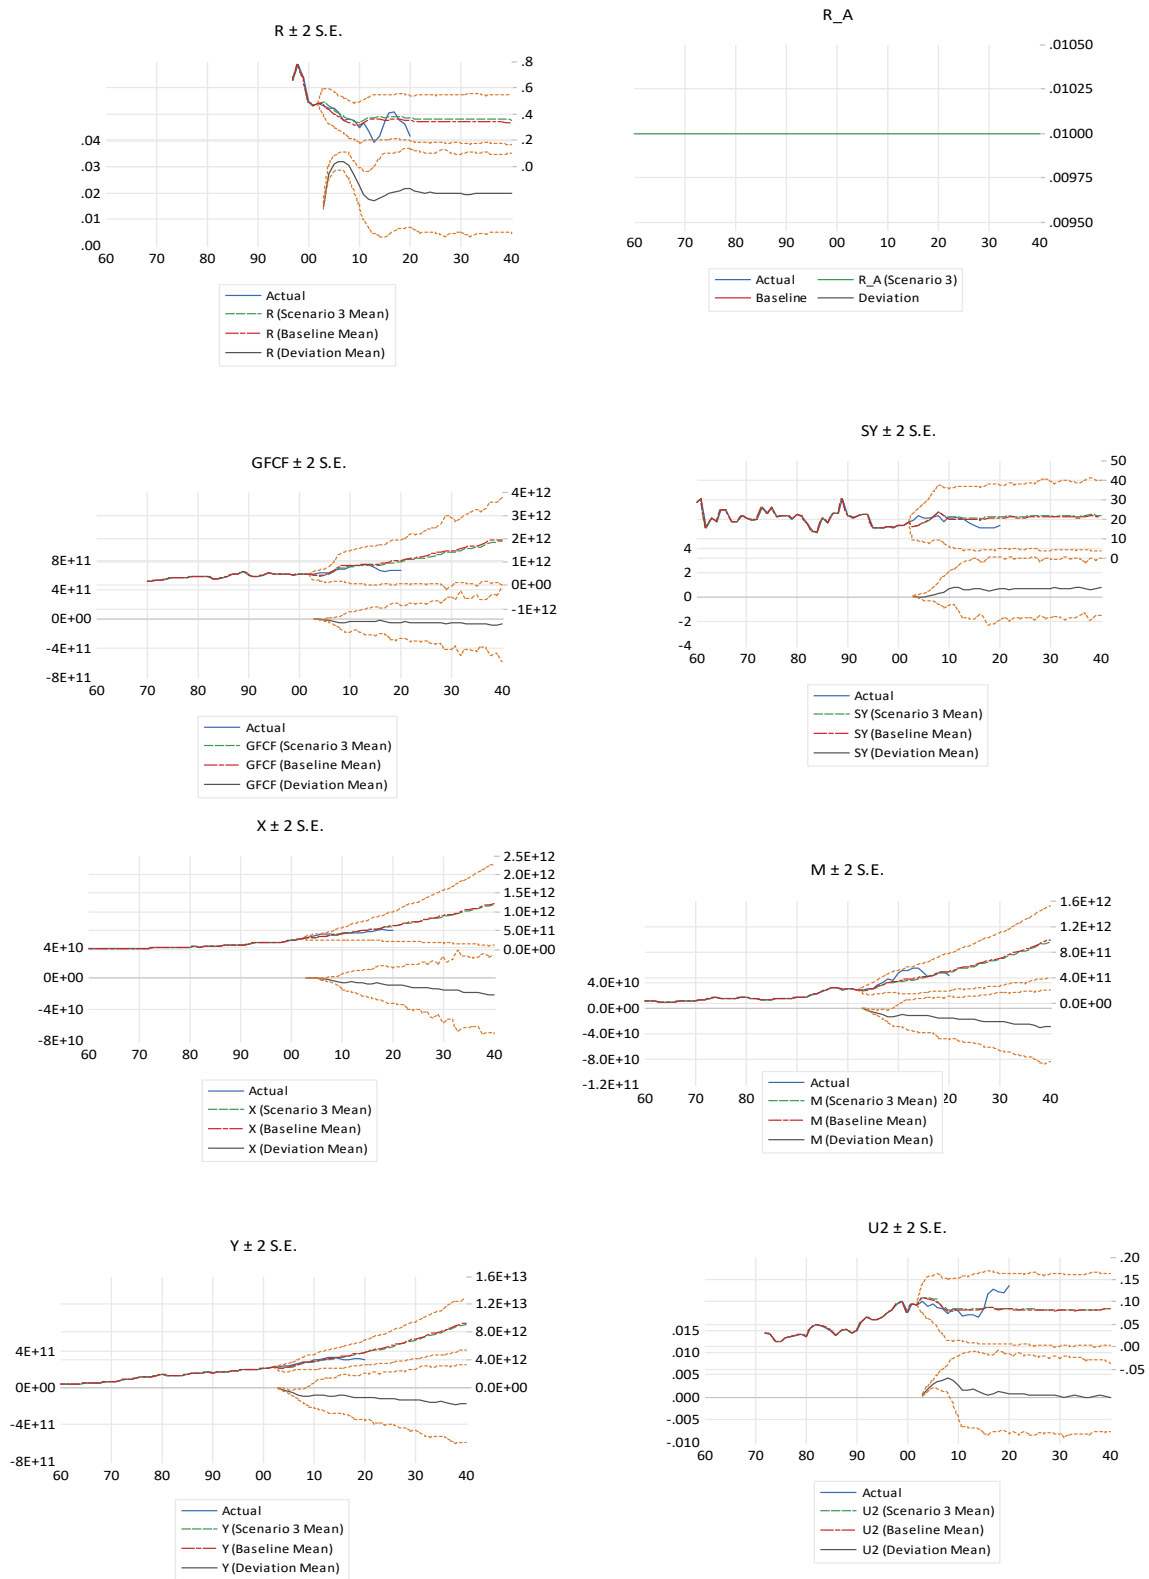 R ± 2 S.E.
.8
.6
.4
.2
.0
.04
.03
.02
.01
.00
60 70 80 90 00 10 20 30 40
Actual
R (Scenario 3 Mean)
R (Baseline Mean)
R (Deviation Mean)
R_A
.01050
.01025
.01000
.00975
.00950
60 70 80 90 00 10 20 30 40
Actual R_A (Scenario 3)
Baseline Deviation
GFCF ± 2 S.E.
4E+12
3E+12
2E+12
1E+12
0E+00
-1E+12
8E+11
4E+11
0E+00
-4E+11
-8E+11
60 70 80 90 00 10 20 30 40
Actual
GFCF (Scenario 3 Mean)
GFCF (Baseline Mean)
GFCF (Deviation Mean)
SY ± 2 S.E.
50
40
30
20
10
0
4
2
0
-2
-4
60 70 80 90 00 10 20 30 40
Actual
SY (Scenario 3 Mean)
SY (Baseline Mean)
SY (Deviation Mean)
X ± 2 S.E.
2.5E+12
2.0E+12
1.5E+12
1.0E+12
5.0E+11
0.0E+00
4E+10
0E+00
-4E+10
-8E+10
60 70 80 90 00 10 20 30 40
Actual
X (Scenario 3 Mean)
X (Baseline Mean)
X (Deviation Mean)
M ± 2 S.E.
1.6E+12
1.2E+12
8.0E+11
4.0E+11
0.0E+00
4.0E+10
0.0E+00
-4.0E+10
-8.0E+10
-1.2E+11
60 70 80 20 30 40
Actual
M (Scenario 3 Mean)
M (Baseline Mean)
M (Deviation Mean)
Y ± 2 S.E.
1.6E+13
1.2E+13
8.0E+12
4.0E+12
0.0E+00
4E+11
0E+00
-4E+11
-8E+11
60 70 80 90 00 10 20 30 40
Actual
Y (Scenario 3 Mean)
Y (Baseline Mean)
Y (Deviation Mean)
U2 ± 2 S.E.
.20
.15
.10
.05
.00
-.05
.015
.010
.005
.000
-.005
-.010
60 70 80 90 00 10 20 30 40
Actual
U2 (Scenario 3 Mean)
U2 (Baseline Mean)
U2 (Deviation Mean)